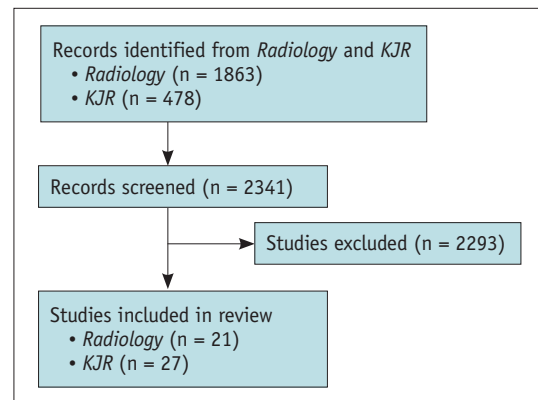 Records identified from Radiology and KJR
• Radiology (n = 1863)
• KJR (n = 478)
Records screened (n = 2341)
Studies excluded (n = 2293)
Studies included in review
• Radiology (n = 21)
• KJR (n = 27)